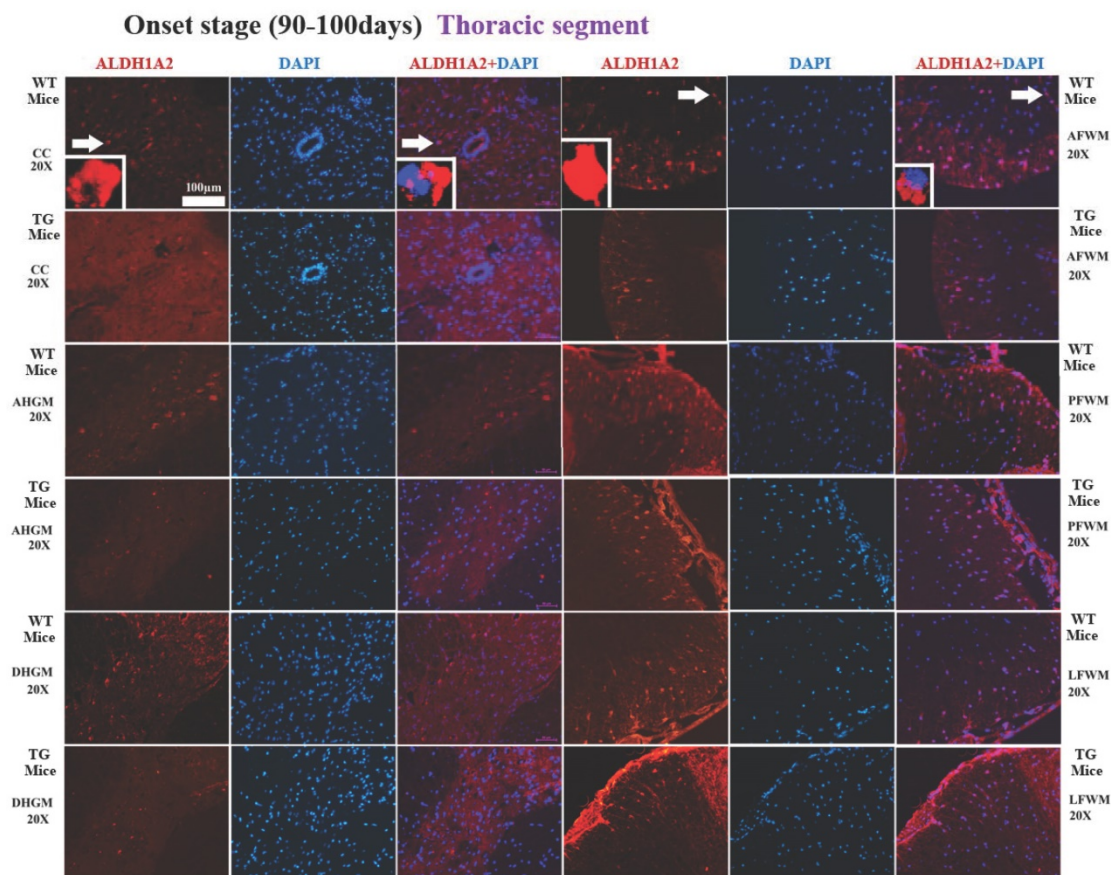 Onset stage (90-100days) Thoracic segment
ALDH1A2 DAPI ALDH1A2+DAPI ALDH1A2 DAPI ALDH1A2+DAPI
WT
Mice
CC
20X
100μm
WT
Mice
AFWM
20X
TG
Mice
CC
20X
TG
Mice
AFWM
20X
WT
Mice
AHGM
20X
WT
Mice
PFWM
20X
TG
Mice
AHGM
20X
TG
Mice
PFWM
20X
WT
Mice
DHGM
20X
WT
Mice
LFWM
20X
TG
Mice
DHGM
20X
TG
Mice
LFWM
20X